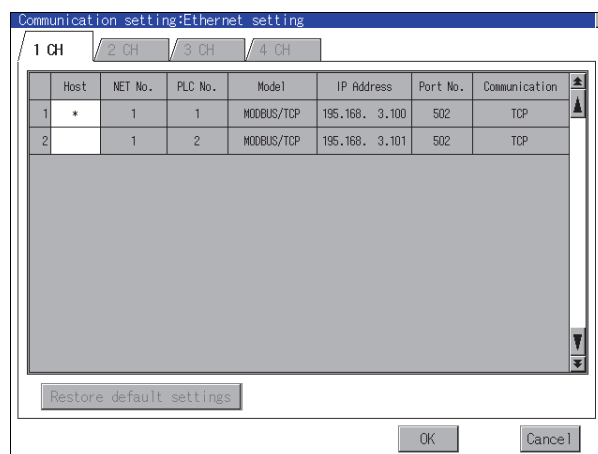 Communication setting:Ethernet setting
1 CH 2 CH 3 CH 4 CH
Host NET No. PLC No. Model IP Address Port No. Communication
1 * 1 1 MODBUS/TCP 195.168. 3.100 502 TCP
2 1 2 MODBUS/TCP 195.168. 3.101 502 TCP
Restore default settings
OK Cancel